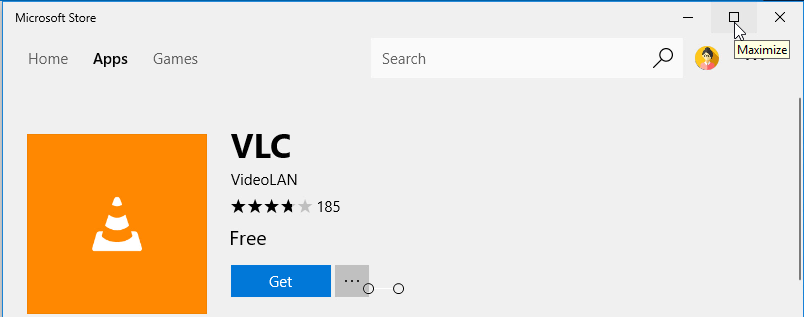 Microsoft Store
Home Apps Games Search
Maximize
VLC
VideoLAN
185
Free
Get